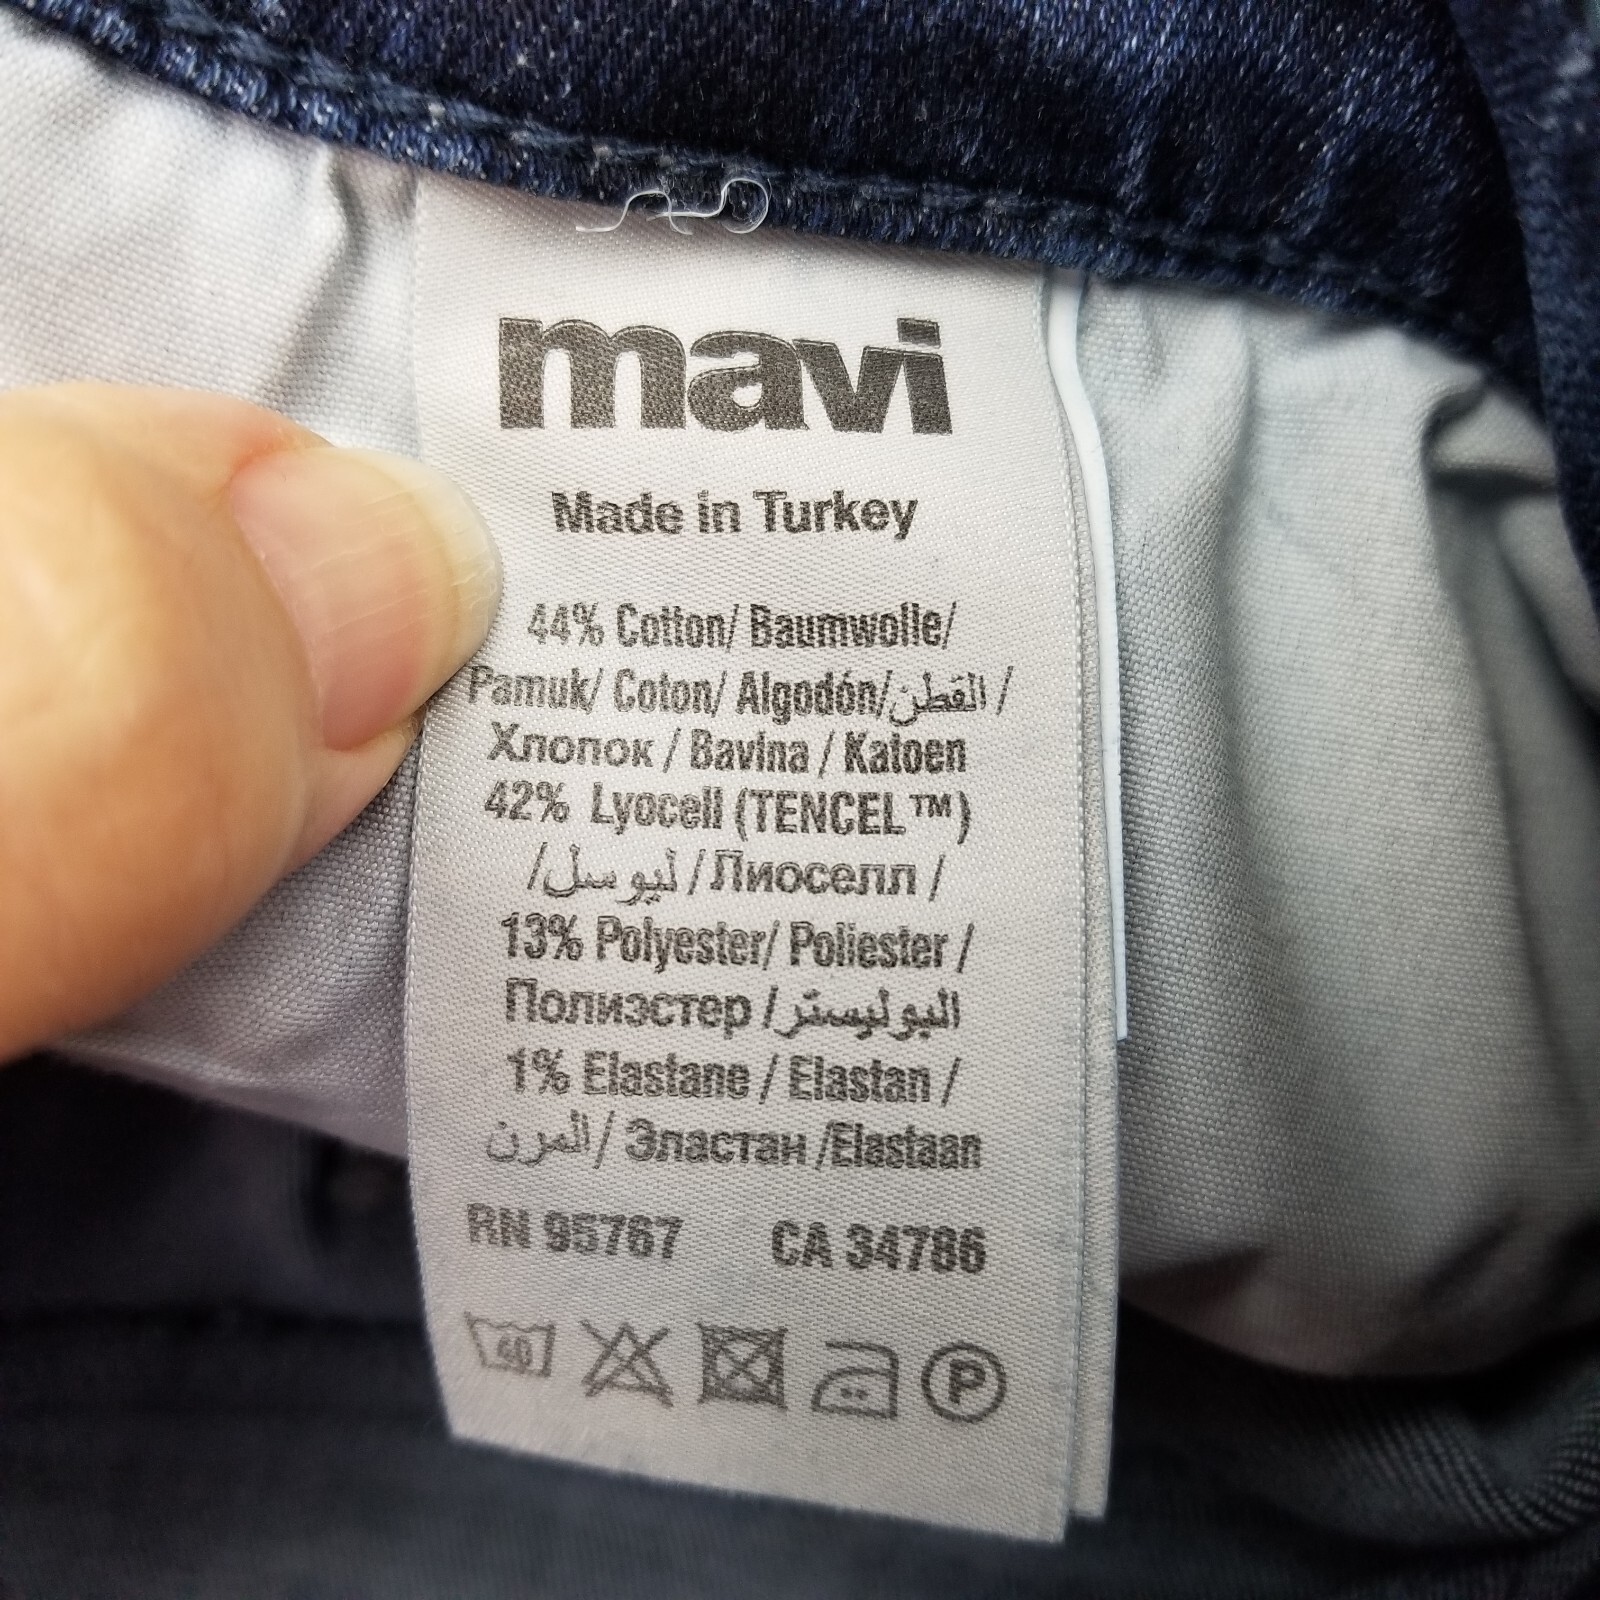 mavi
Made in Turkey
44% Cotton/ Baumwolle/
Pamuk/ Coton/ Algodón/القطن /
Хлопок / Bavlna / Katoen
42% Lyocell (TENCEL™)
/ليوسل / Лиоселл /
13% Polyester/ Poliester /
Полиэстер /البوليستر
1% Elastane / Elastan /
المرن/ Эластан /Elastaan
RN 95767 CA 34786
40
P